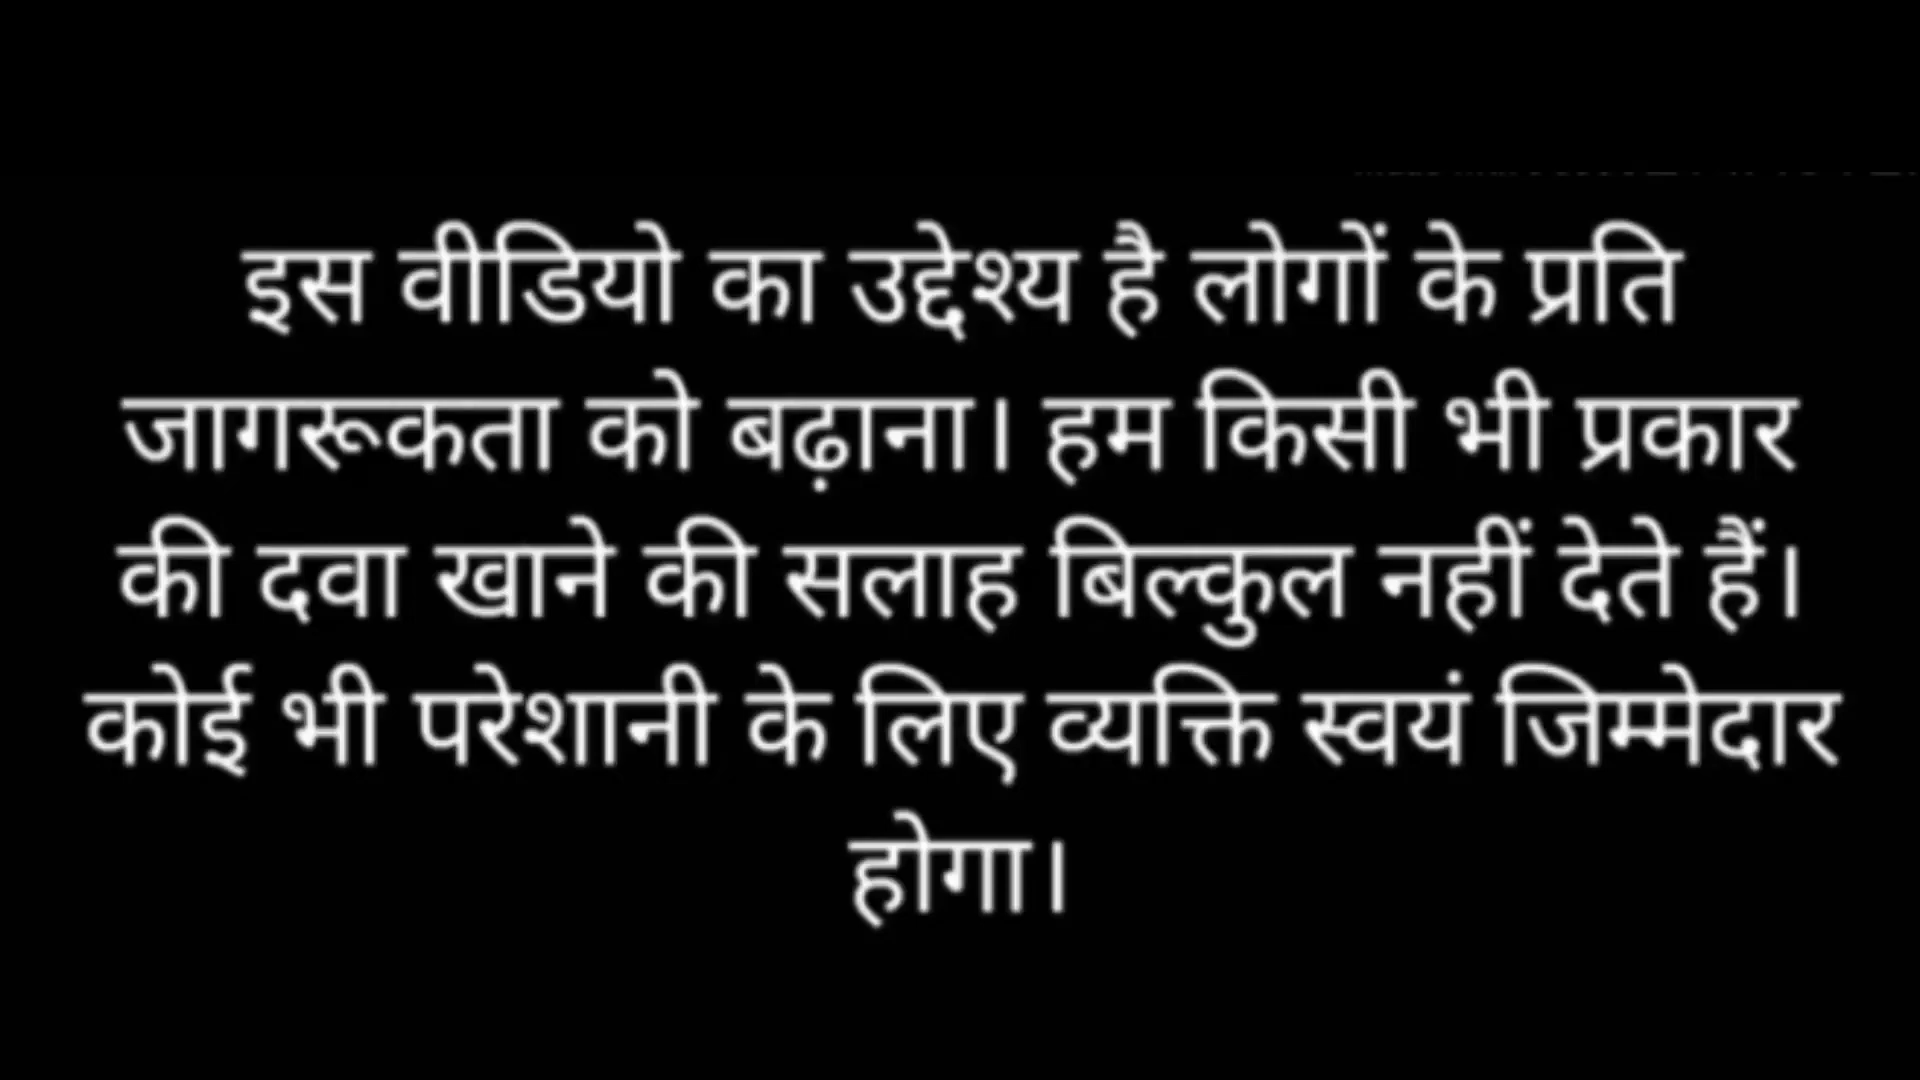 इस वीडियो का उद्देश्य है लोगों के प्रति
जागरूकता को बढ़ाना। हम किसी भी प्रकार
की दवा खाने की सलाह बिल्कुल नहीं देते हैं।
कोई भी परेशानी के लिए व्यक्ति स्वयं जिम्मेदार
होगा।